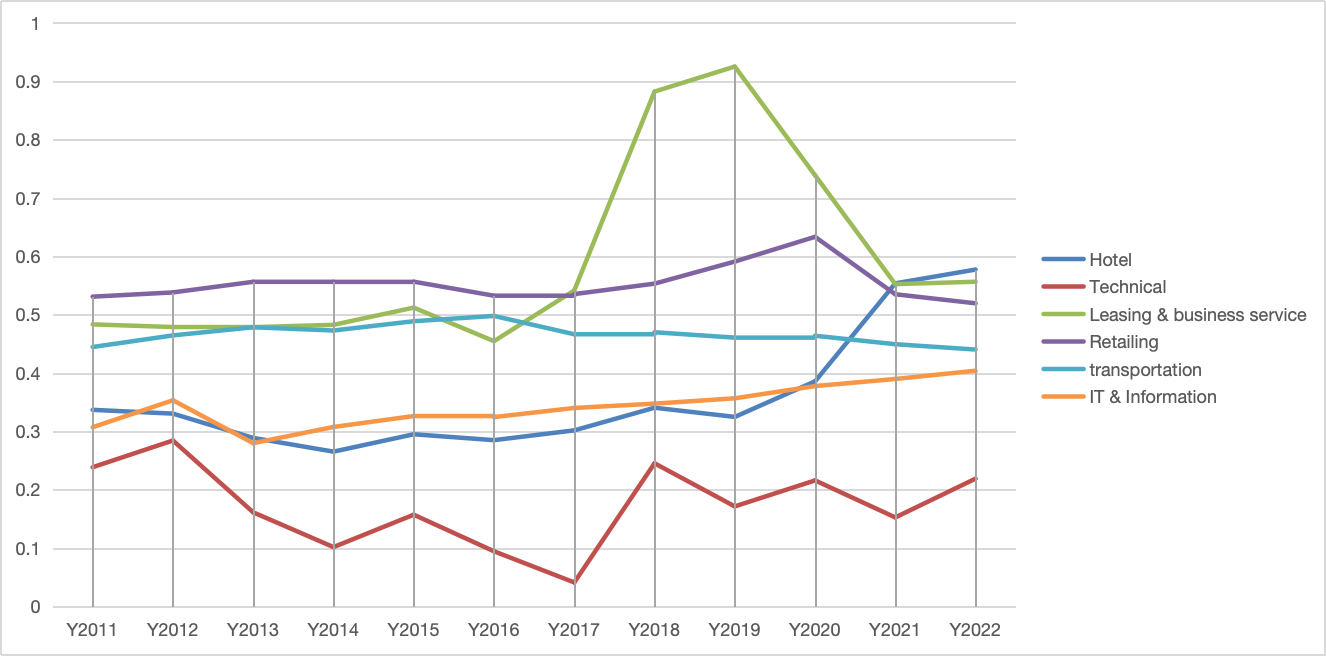 1
0.9
0.8
0.7
0.6
0.5
0.4
0.3
0.2
0.1
0
Y2011 Y2012 Y2013 Y2014 Y2015 Y2016 Y2017 Y2018 Y2019 Y2020 Y2021 Y2022
Hotel
Technical
Leasing & business service
Retailing
transportation
IT & Information